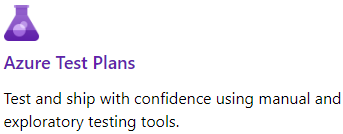 Azure Test Plans
Test and ship with confidence using manual and
exploratory testing tools.